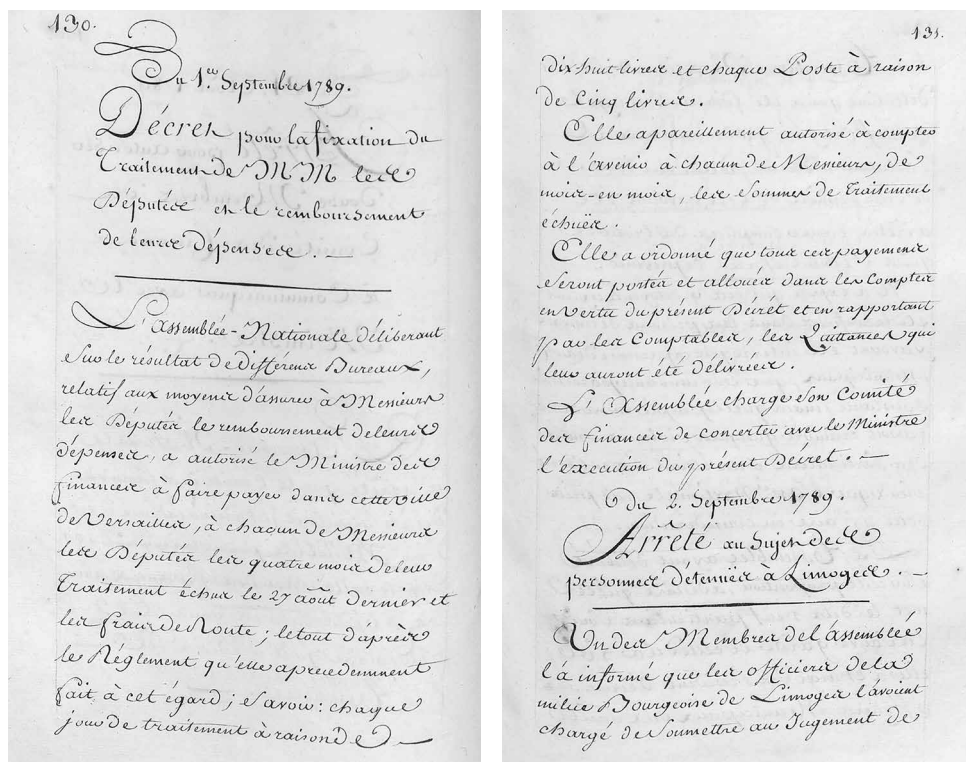 130.
Du 1er. Septembre 1789.
Décret pour la fixation du
Traitement de MM les
Députés et le remboursement
de leurs dépenses. —
L'Assemblée-Nationale déliberant
sur le résultat de différens Bureaux,
relatif aux moyens d'assurer à Messieurs
les Députés le remboursement de leurs
dépenses, a autorisé le Ministre des
finances à faire payer dans cette ville
de Versailles, à chaçun de Messieurs
les Députés les quatre mois de leur
Traitement échus le 27 août dernier et
les frais de Route; le tout d'après
le Réglement qu'elle a precedemment
fait à cet égard; savoir: chaque
jour de traitement à raison de —
131.
dix-huit livres et chaque Poste à raison
de Cinq livres.
Elle a pareillement autorisé à compter
à l'avenir à chacun de Messieurs, de
mois-en mois, les Sommes de Traitement
échuës.
Elle a ordonné que tous ces payemens
Seront portés et alloués dans les Comptes
en Vertu du présent Décret et en rapportant
par les Comptables, les Quittances qui
leur auront été délivrées.
L'Assemblée charge son Comité
des finances de concerter avec le Ministre
l'execution du présent Décret. —
du 2. Septembre 1789.
Arrêté au Sujet des
personnes detenuës à Limoges. —
Un des Membres de l'assemblée
l'a informé que les officiers de la
milice Bourgeoise de Limoges l'avoient
chargé de Soumettre au Jugement de